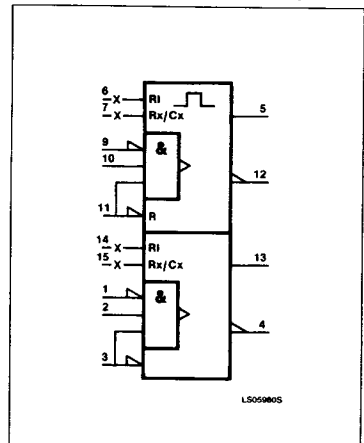 6 X RI
7 X Rx/Cx
5
9 &
10
12
11 R
14 X RI
15 X Rx/Cx
13
1 &
2
4
3
LS05980S